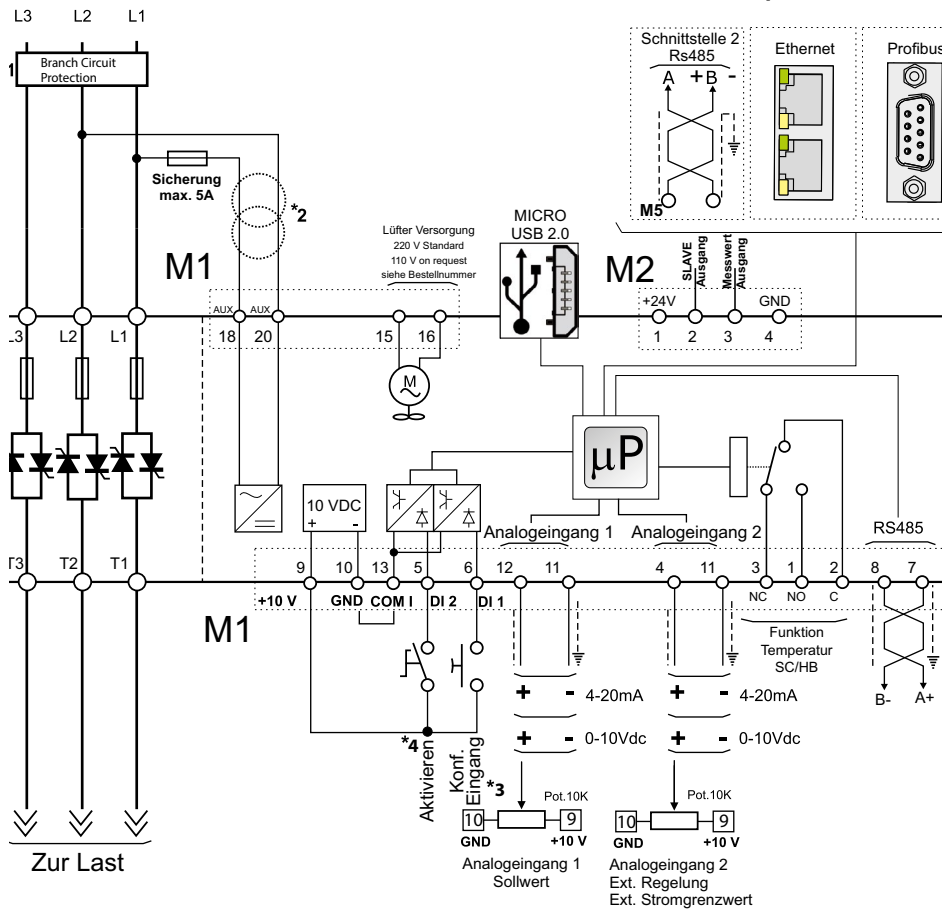 L3 L2 L1
Branch Circuit
Protection
Sicherung
max. 5A
*2
M1
Lüfter Versorgung
220 V Standard
110 V on request
siehe Bestellnummer
MICRO
USB 2.0
Schnittstelle 2
Rs485
A + B -
M5
Ethernet
Profibus
M2
SLAVE
Ausgang
Messwert
Ausgang
+24V GND
1 2 3 4
AUX AUX
L3 L2 L1 18 20 15 16
M
µP
10 VDC
+ -
Analogeingang 1 Analogeingang 2 RS485
T3 T2 T1 9 10 13 5 6 12 11 4 11 3 1 2 8 7
+10 V GND COM I DI 2 DI 1 NC NO C
M1
Funktion
Temperatur
SC/HB
+ - 4-20mA + - 4-20mA
B- A+
+ - 0-10Vdc + - 0-10Vdc
*4
Aktivieren
Konf.
Eingang
*3
Pot.10K Pot.10K
10 9 10 9
GND +10 V GND +10 V
Zur Last
Analogeingang 1
Sollwert
Analogeingang 2
Ext. Regelung
Ext. Stromgrenzwert